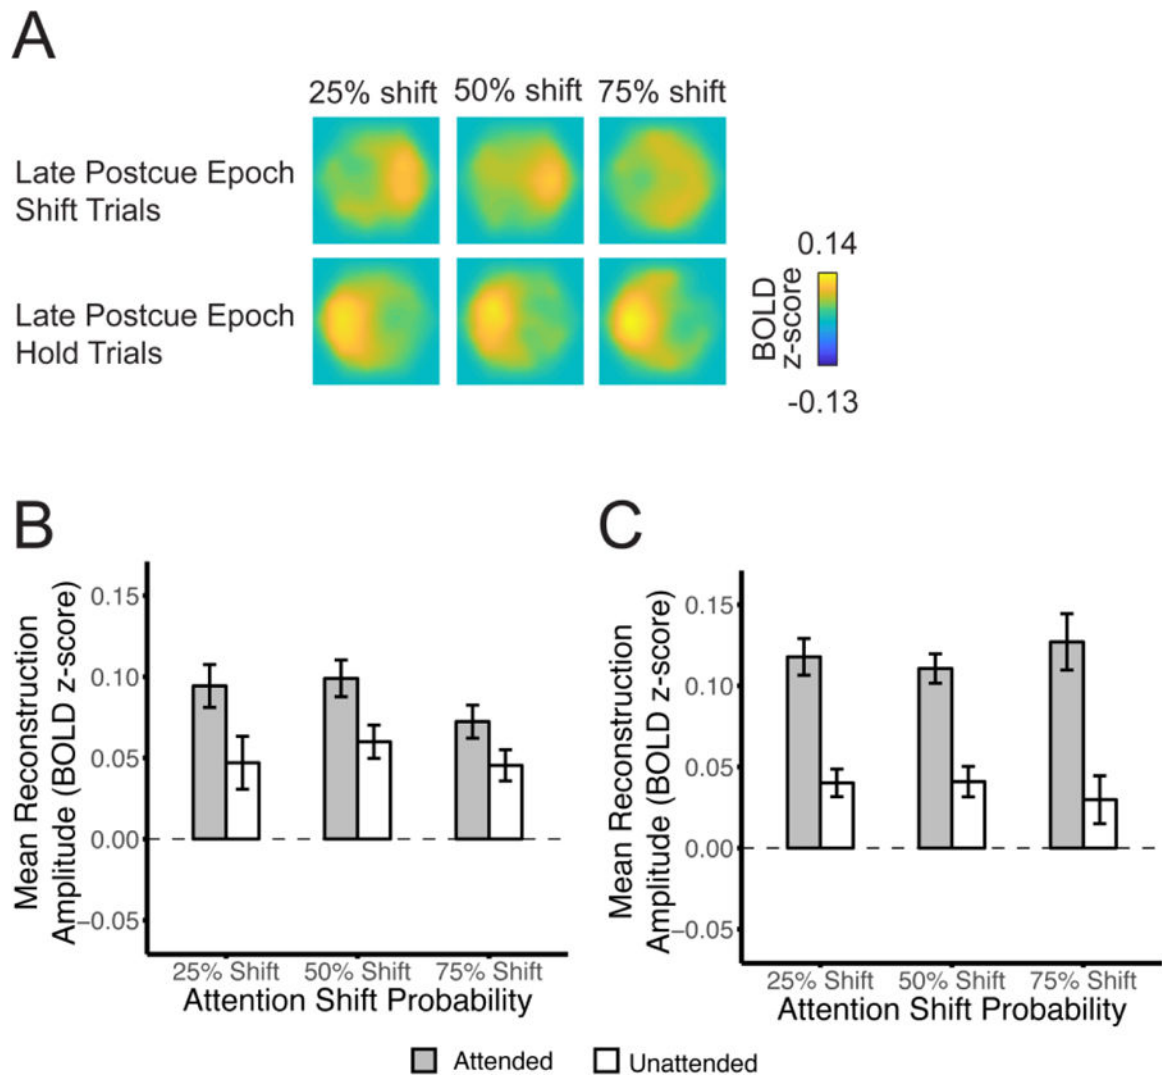 A
25% shift
50% shift
75% shift
Late Postcue Epoch
Shift Trials
Late Postcue Epoch
Hold Trials
0.14
BOLD
z-score
-0.13
B
Mean Reconstruction
Amplitude (BOLD z-score)
0.15
0.10
0.05
0.00
−0.05
25% Shift
50% Shift
75% Shift
Attention Shift Probability
C
Mean Reconstruction
Amplitude (BOLD z-score)
0.15
0.10
0.05
0.00
−0.05
25% Shift
50% Shift
75% Shift
Attention Shift Probability
Attended
Unattended